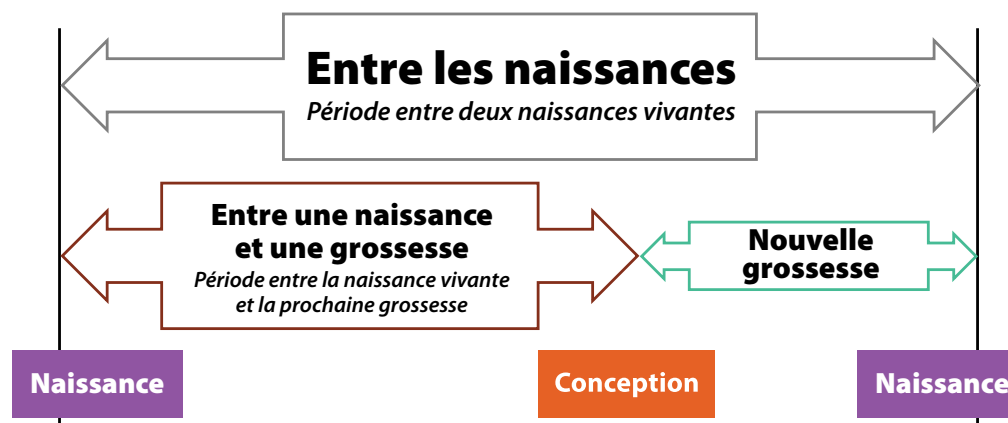 Entre les naissances
Période entre deux naissances vivantes
Entre une naissance
et une grossesse
Période entre la naissance vivante
et la prochaine grossesse
Nouvelle
grossesse
Naissance
Conception
Naissance